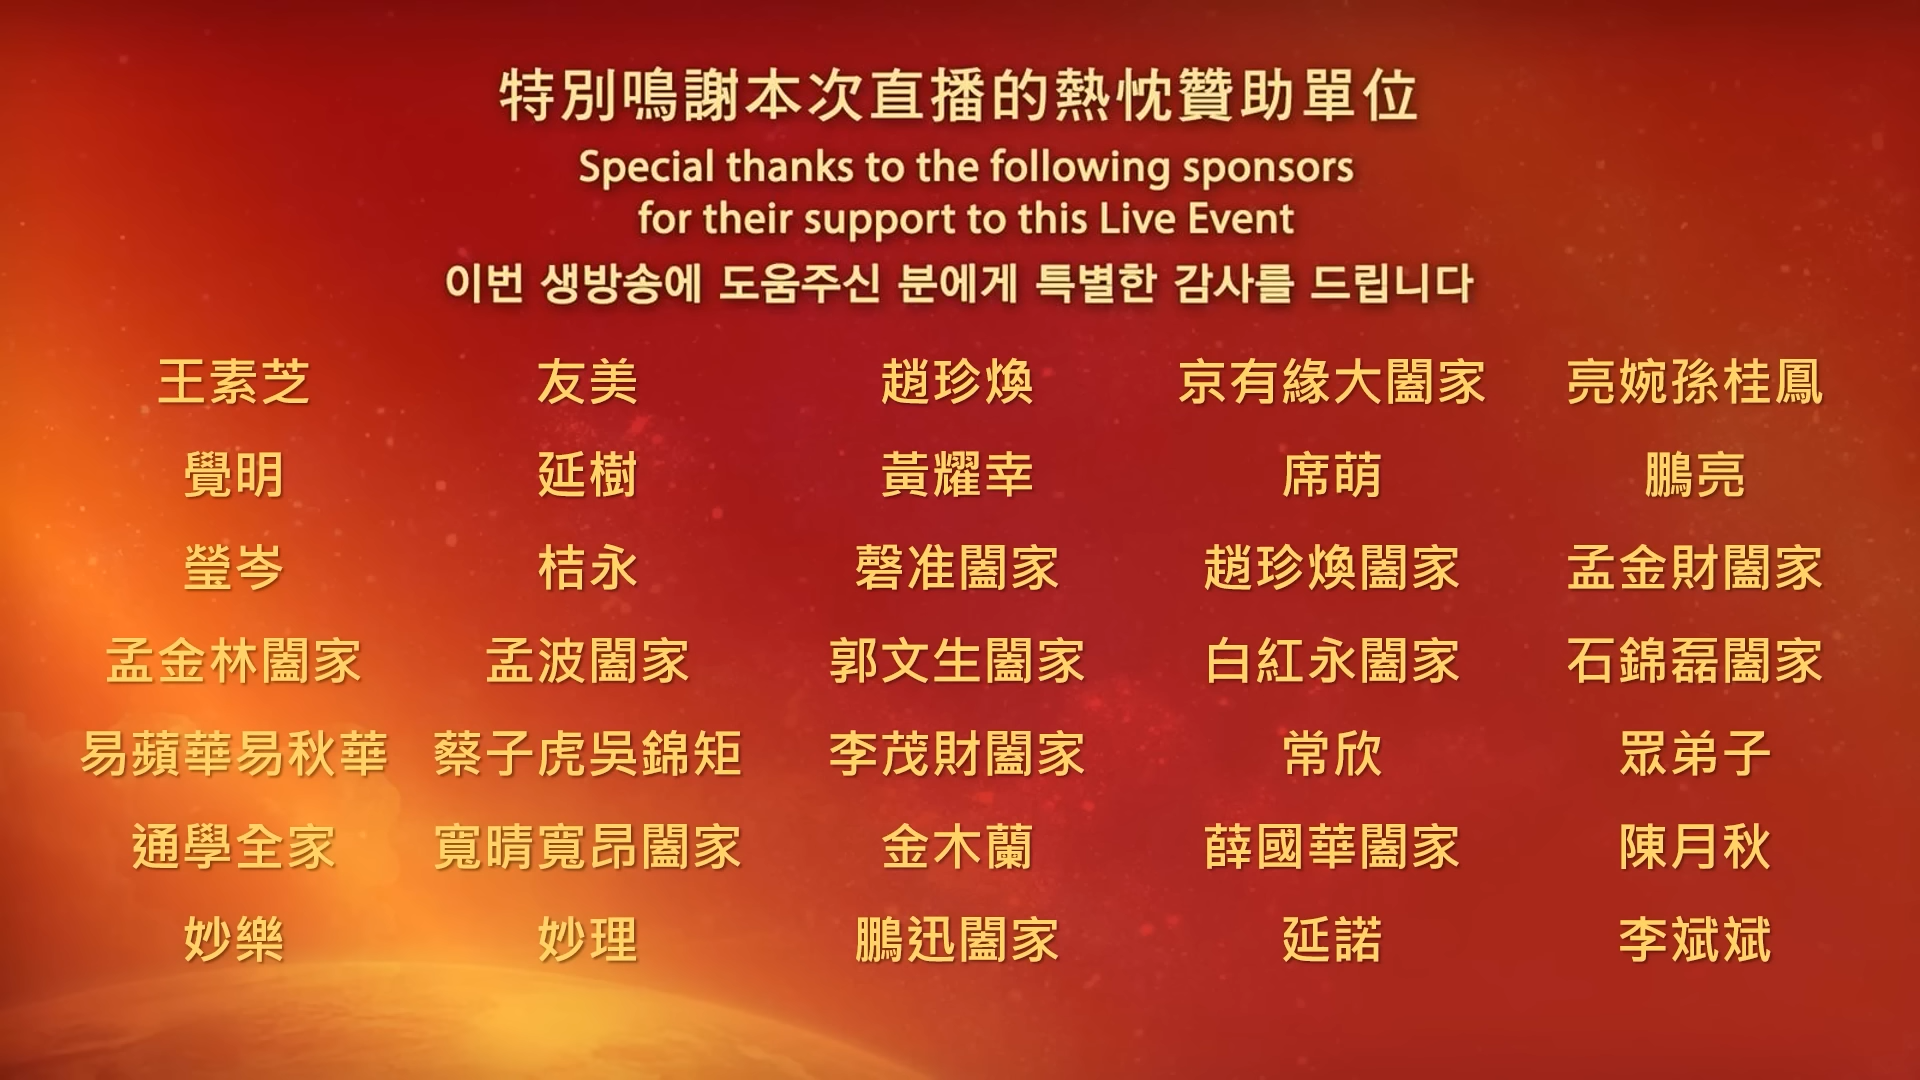 特別鳴謝本次直播的熱忱贊助單位
Special thanks to the following sponsors
for their support to this Live Event
이번 생방송에 도움주신 분에게 특별한 감사를 드립니다
王素芝 友美 趙珍煥 京有緣大闔家 亮婉孫桂鳳
覺明 延樹 黃耀幸 席萌 鵬亮
瑩岑 桔永 磬准闔家 趙珍煥闔家 孟金財闔家
孟金林闔家 孟波闔家 郭文生闔家 白紅永闔家 石錦磊闔家
易蘋華易秋華 蔡子虎吳錦矩 李茂財闔家 常欣 眾弟子
通學全家 寬晴寬昂闔家 金木蘭 薛國華闔家 陳月秋
妙樂 妙理 鵬迅闔家 延諾 李斌斌